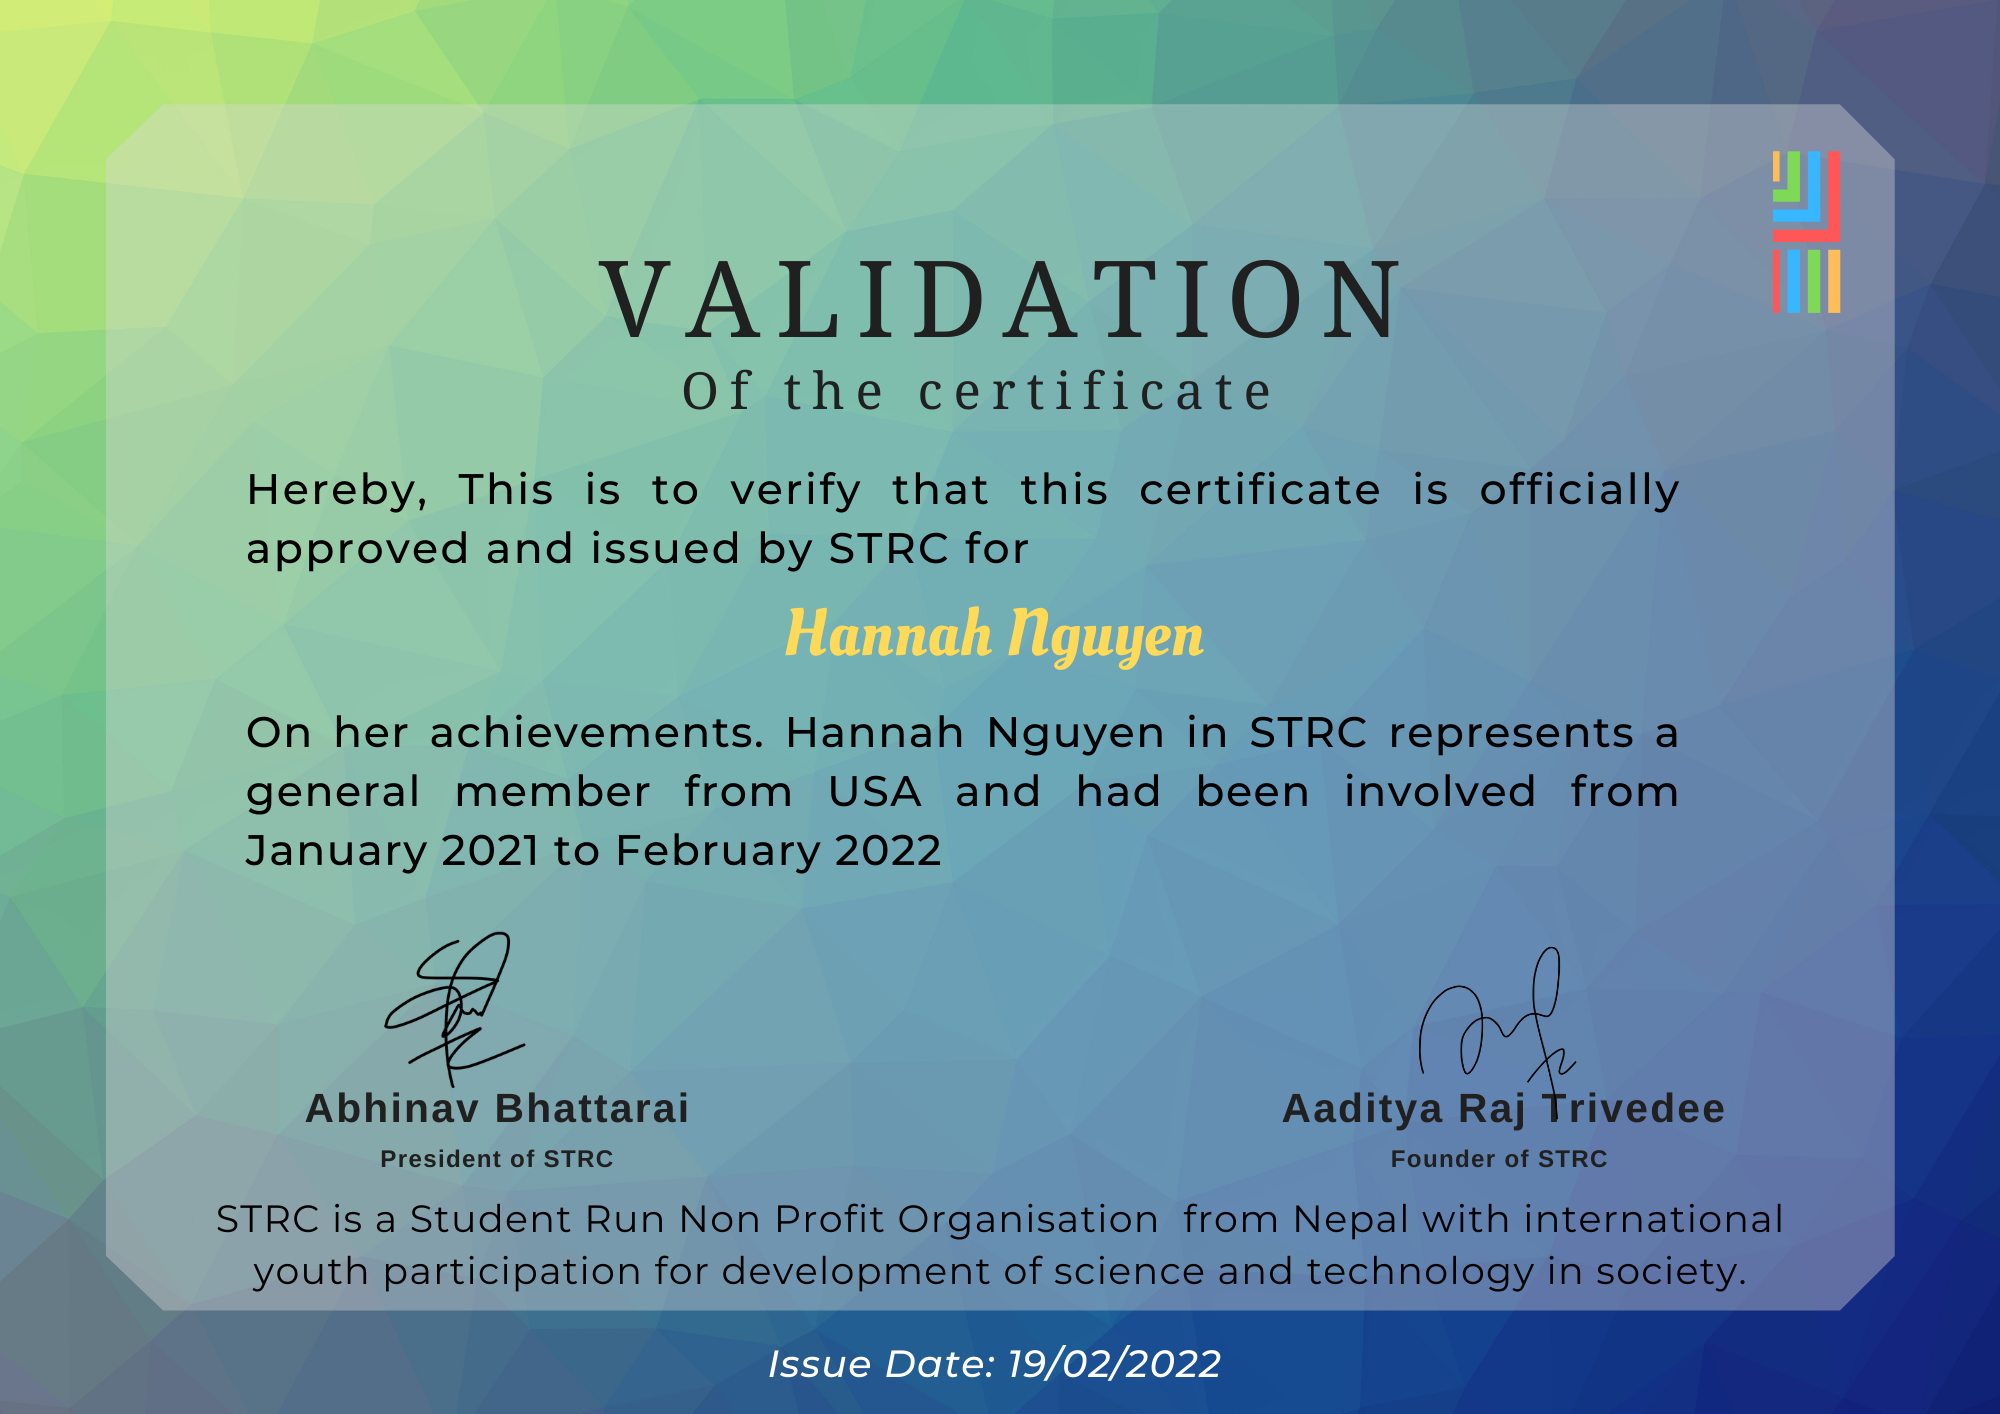 VALIDATION
Of the certificate
Hereby, This is to verify that this certificate is officially
approved and issued by STRC for
Hannah Nguyen
On her achievements. Hannah Nguyen in STRC represents a
general member from USA and had been involved from
January 2021 to February 2022
Abhinav Bhattarai
President of STRC
Aaditya Raj Trivedee
Founder of STRC
STRC is a Student Run Non Profit Organisation from Nepal with international
youth participation for development of science and technology in society.
Issue Date: 19/02/2022